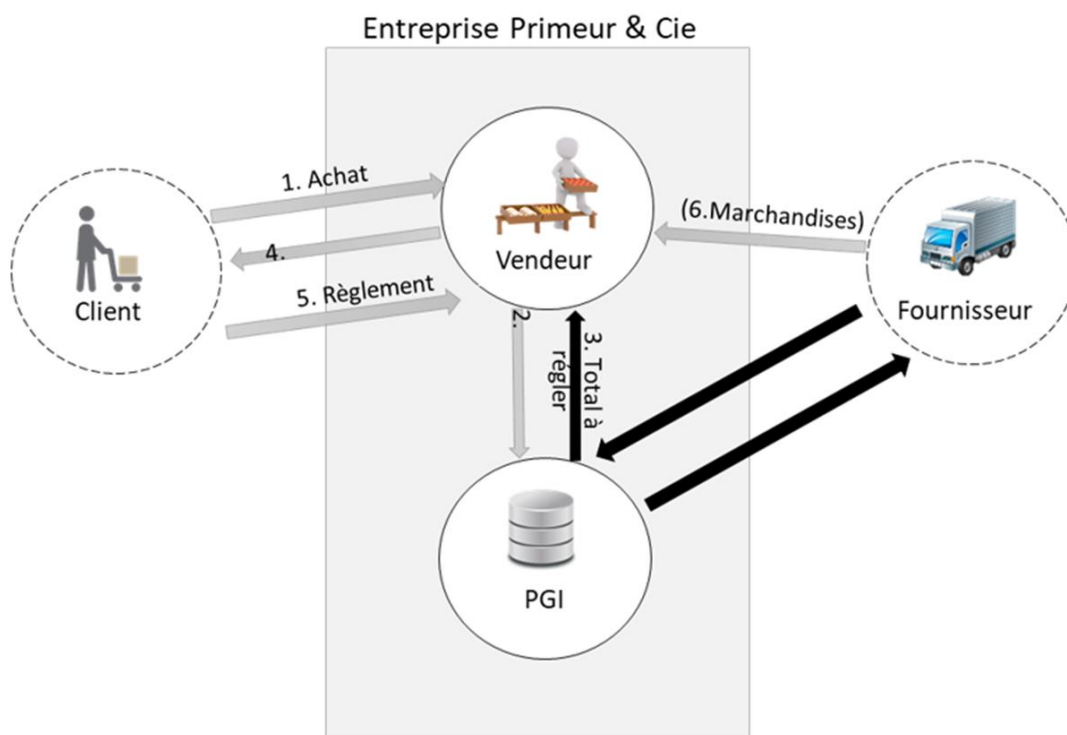 Entreprise Primeur & Cie
1. Achat
4.
5. Règlement
Client
Vendeur
(6.Marchandises)
Fournisseur
2.
3. Total à
régler
PGI